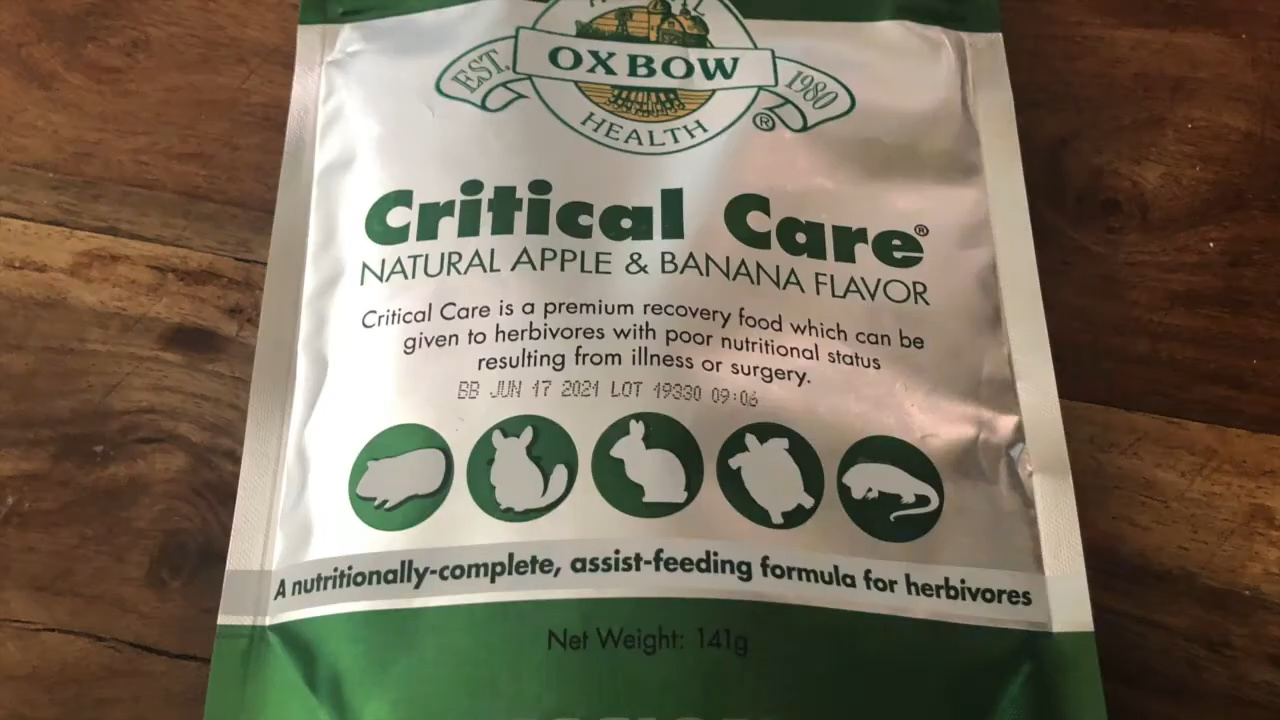 EST.
OXBOW
1980
HEALTH ®
Critical Care®
NATURAL APPLE & BANANA FLAVOR
Critical Care is a premium recovery food which can be
given to herbivores with poor nutritional status
resulting from illness or surgery.
BB JUN 17 2021 LOT 19330 09:06
A nutritionally-complete, assist-feeding formula for herbivores
Net Weight: 141g